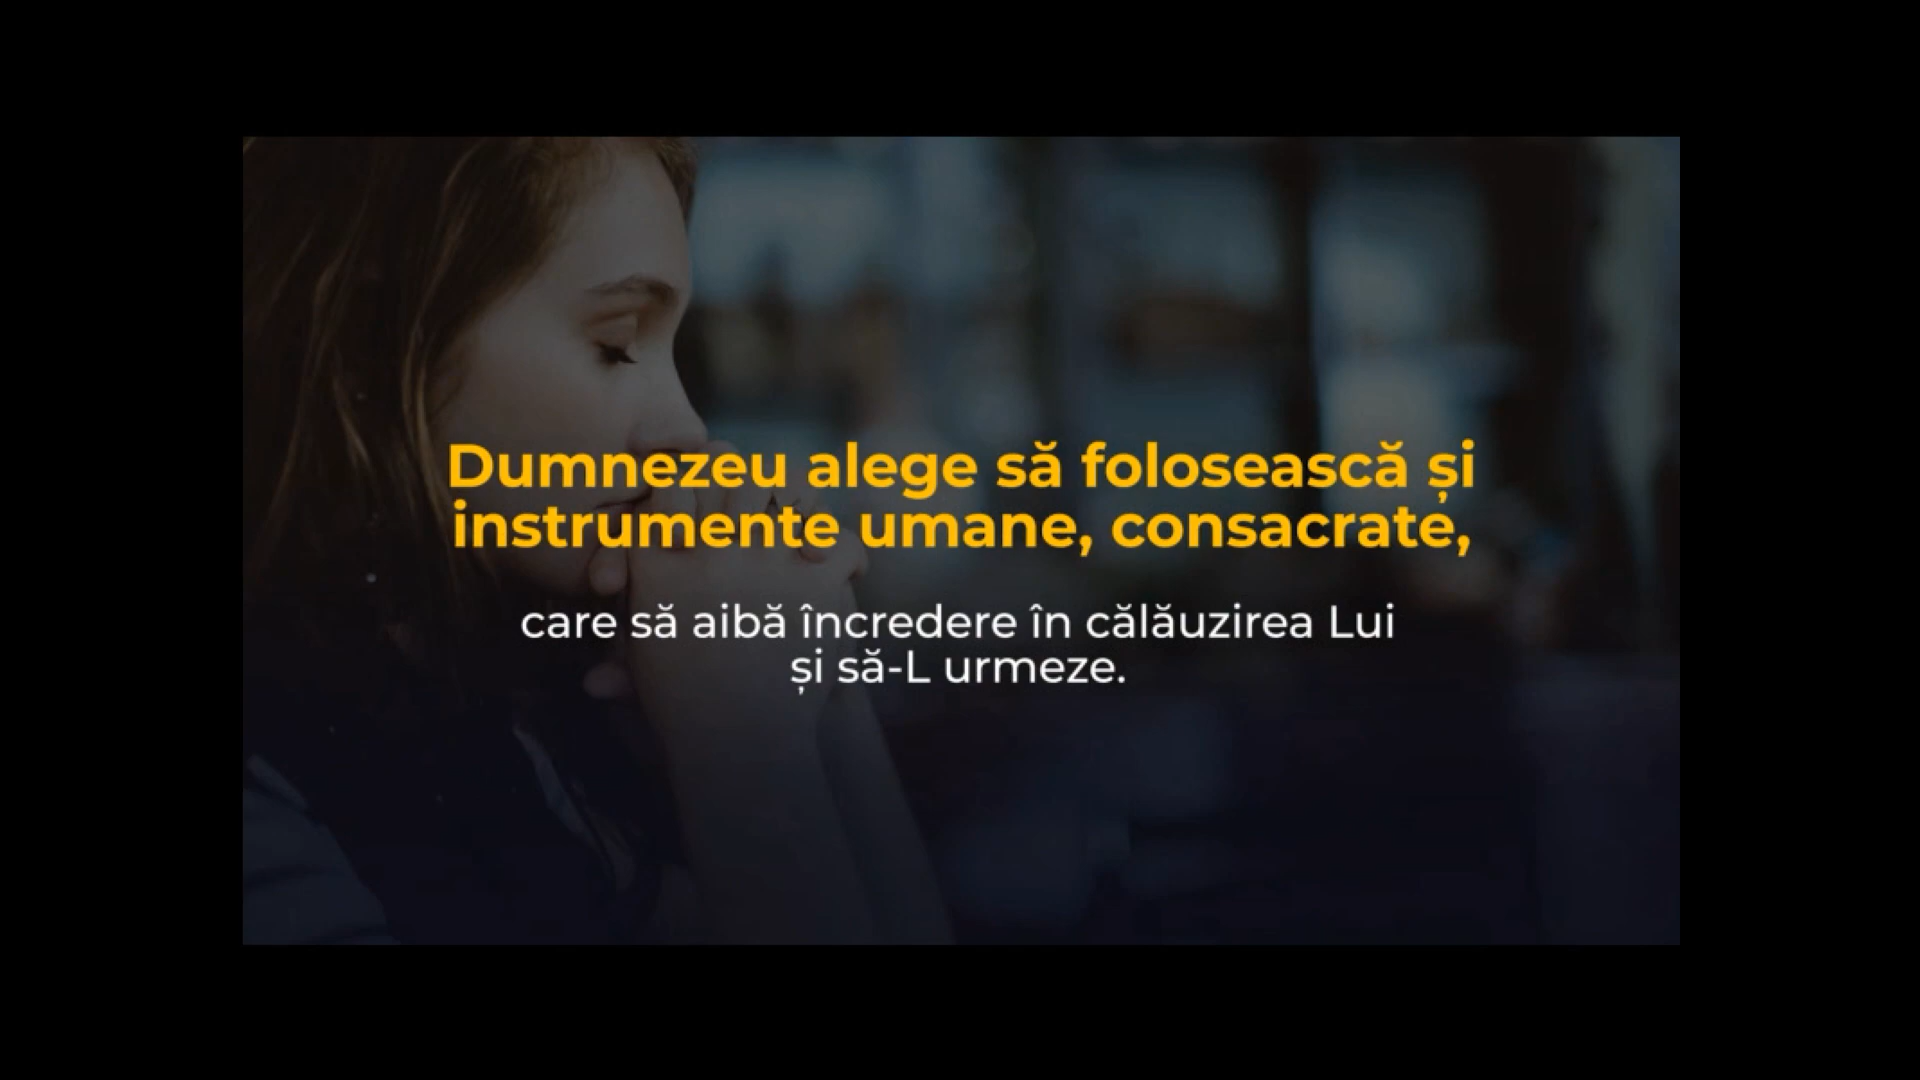 Dumnezeu alege să folosească și
instrumente umane, consacrate,
care să aibă încredere în călăuzirea Lui
și să-L urmeze.